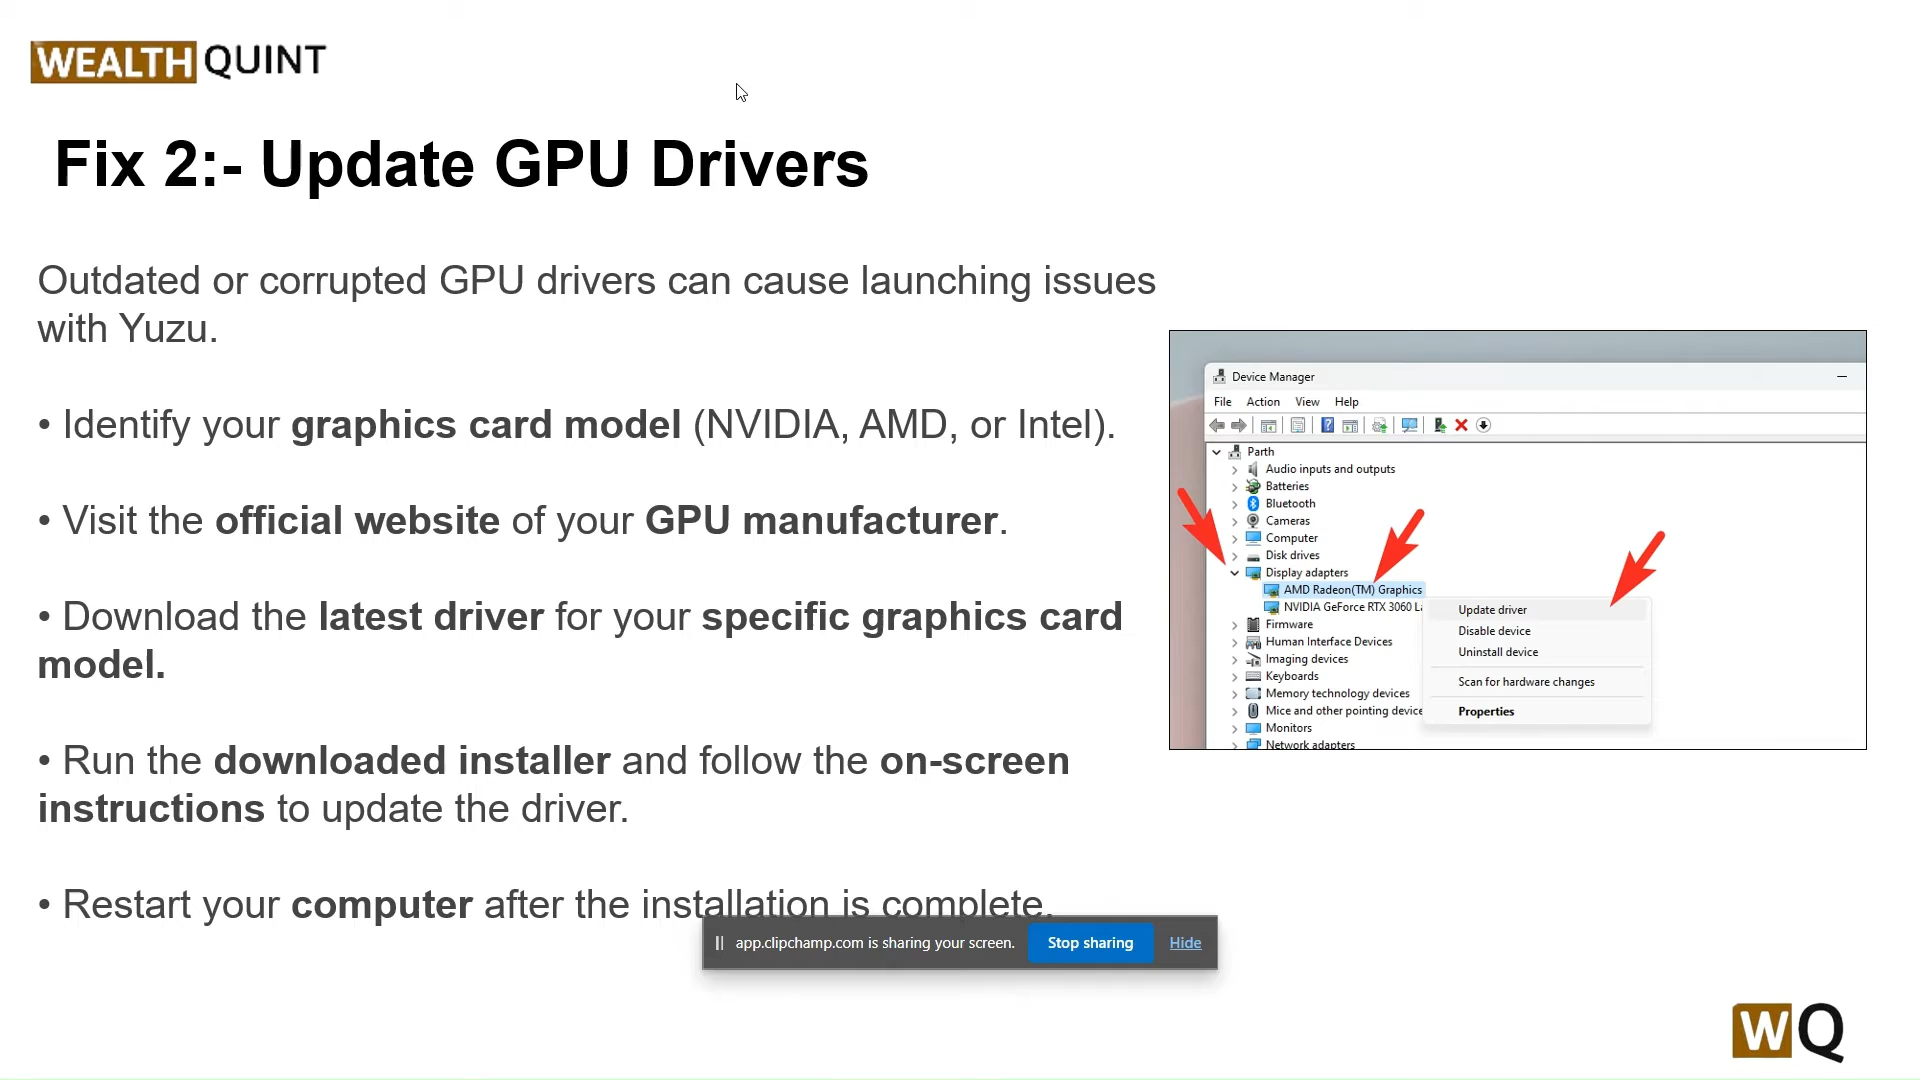 WEALTH QUINT
Fix 2:- Update GPU Drivers
Outdated or corrupted GPU drivers can cause launching issues
with Yuzu.
• Identify your graphics card model (NVIDIA, AMD, or Intel).
• Visit the official website of your GPU manufacturer.
• Download the latest driver for your specific graphics card
model.
• Run the downloaded installer and follow the on-screen
instructions to update the driver.
• Restart your computer after the installation is complete.
Device Manager
File Action View Help
Parth
Audio inputs and outputs
Batteries
Bluetooth
Cameras
Computer
Disk drives
Display adapters
AMD Radeon(TM) Graphics
NVIDIA GeForce RTX 3060 La
Firmware
Human Interface Devices
Imaging devices
Keyboards
Memory technology devices
Mice and other pointing device
Monitors
Network adapters
Update driver
Disable device
Uninstall device
Scan for hardware changes
Properties
app.clipchamp.com is sharing your screen. Stop sharing Hide
WQ